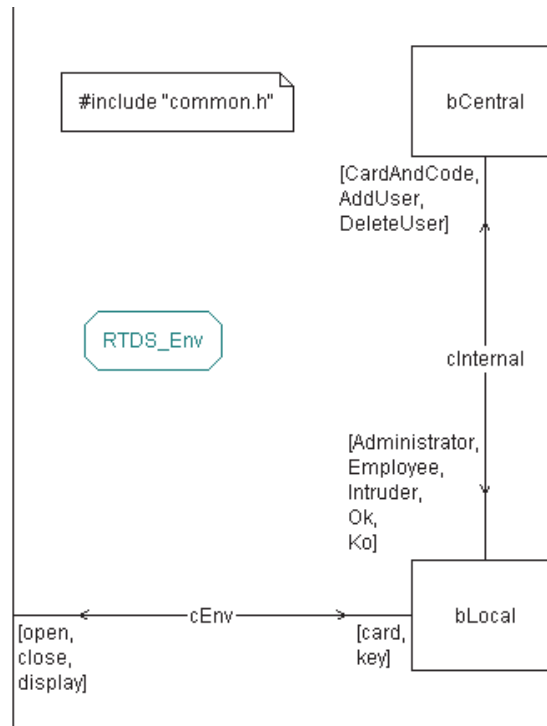 #include "common.h"
bCentral
[CardAndCode,
AddUser,
DeleteUser]
RTDS_Env
cInternal
[Administrator,
Employee,
Intruder,
Ok,
Ko]
cEnv
bLocal
[open,
close,
display]
[card,
key]